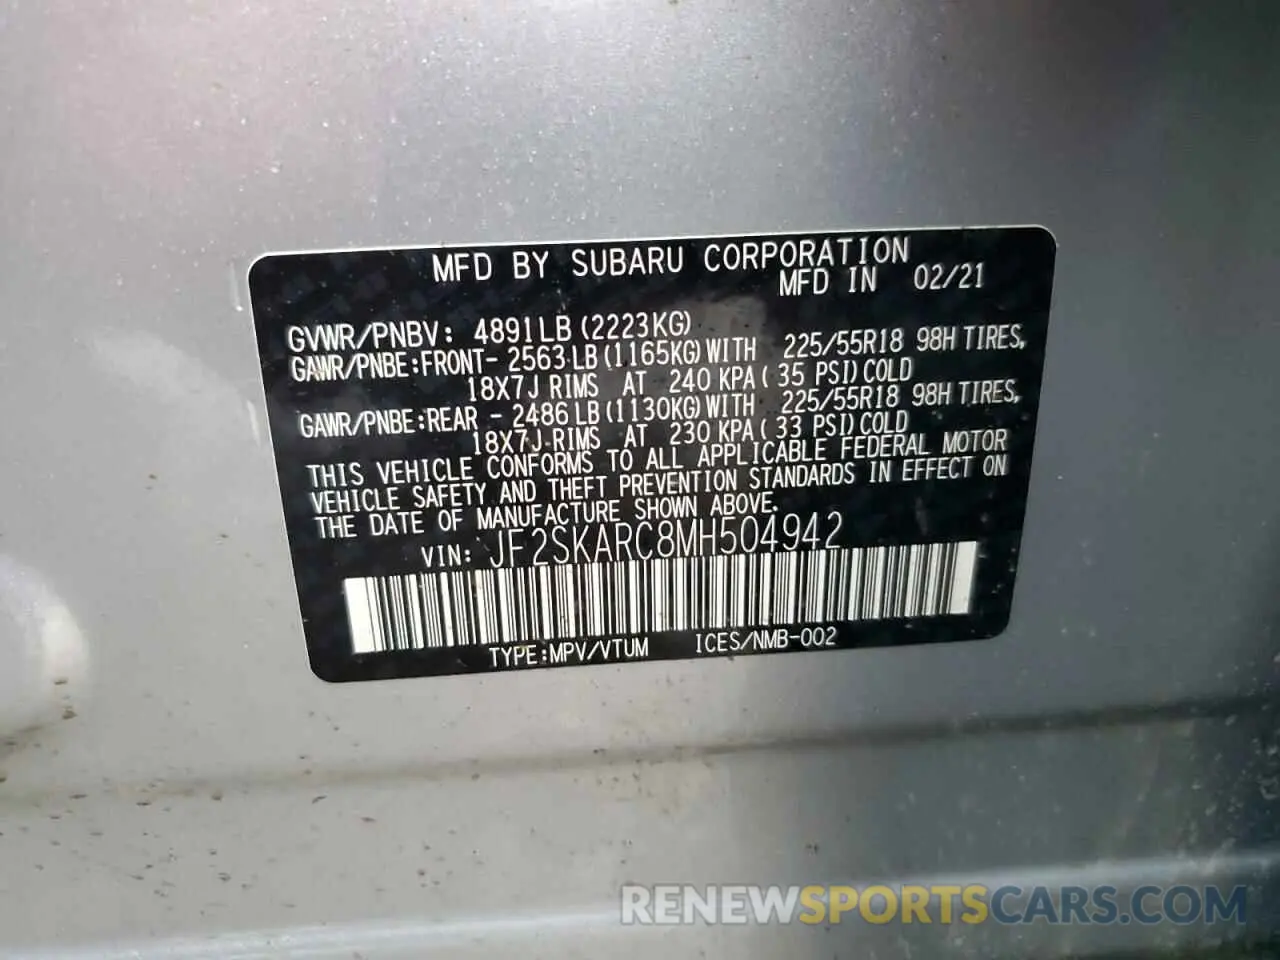 MFD BY SUBARU CORPORATION
MFD IN 02/21
GVWR/PNBV: 4891LB (2223KG)
GAWR/PNBE:FRONT- 2563 LB (1165KG) WITH 225/55R18 98H TIRES,
18X7J RIMS AT 240 KPA ( 35 PSI) COLD
GAWR/PNBE:REAR - 2486 LB (1130KG) WITH 225/55R18 98H TIRES,
18X7J RIMS AT 230 KPA ( 33 PSI) COLD
THIS VEHICLE CONFORMS TO ALL APPLICABLE FEDERAL MOTOR
VEHICLE SAFETY AND THEFT PREVENTION STANDARDS IN EFFECT ON
THE DATE OF MANUFACTURE SHOWN ABOVE.
VIN: JF2SKARC8MH504942
TYPE:MPV/VTUM ICES/NMB-002
RENEWSPORTSCARS.COM